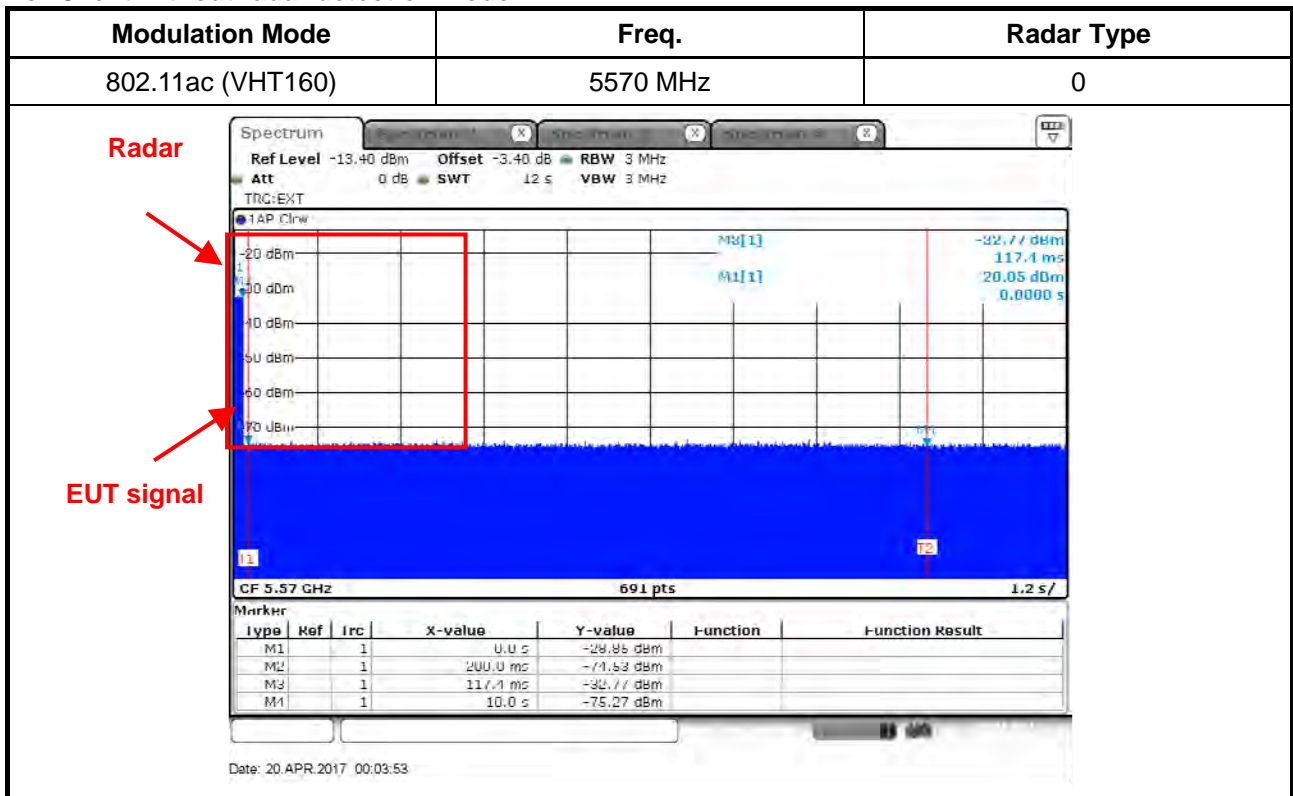 Modulation Mode Freq. Radar Type
802.11ac (VHT160) 5570 MHz 0
Radar
EUT signal
Spectrum
Ref Level -13.40 dBm Offset -3.40 dB RBW 3 MHz
Att 0 dB SWT 12 s VBW 3 MHz
TRG:EXT
1AP Clrw
M3[1] -32.77 dBm
117.4 ms
M1[1]
0.0000 s
-20 dBm
-30 dBm
-40 dBm
-50 dBm
-60 dBm
-70 dBm
T1
T2
CF 5.57 GHz 691 pts 1.2 s/
Marker
Type Ref Trc X-value Y-value Function Function Result
M1 1 0.0 s -28.85 dBm
M2 1 200.0 ms -74.53 dBm
M3 1 117.4 ms -32.77 dBm
M4 1 10.0 s -75.27 dBm
Date: 20.APR.2017 00:03:53